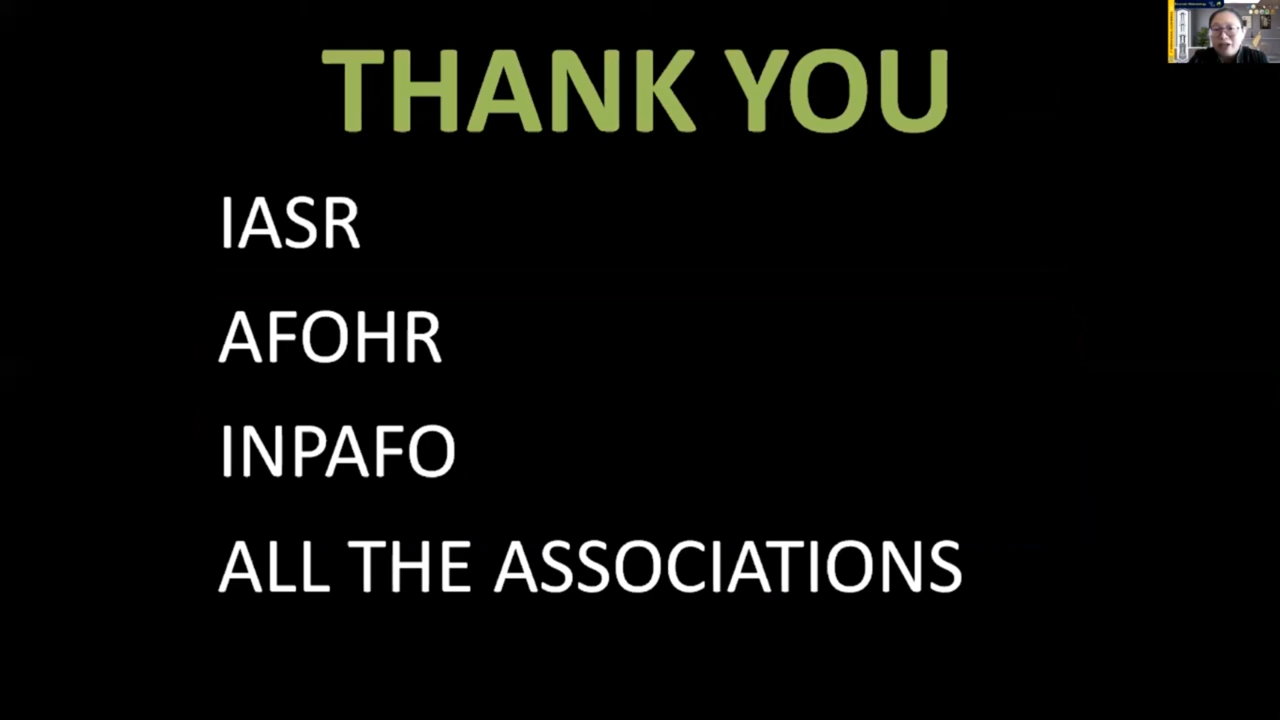 THANK YOU
IASR
AFOHR
INPAFO
ALL THE ASSOCIATIONS